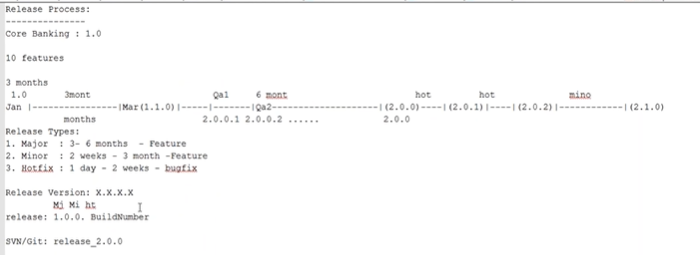 Release Process:
---------------
Core Banking : 1.0
10 features
3 months
1.0 3mont Qa1 6 mont hot hot mino
Jan |----------------|Mar(1.1.0)|-----|-------|Qa2---------------------|(2.0.0)----|(2.0.1)|----|(2.0.2)|------------|(2.1.0)
months 2.0.0.1 2.0.0.2 ...... 2.0.0
Release Types:
1. Major : 3- 6 months - Feature
2. Minor : 2 weeks - 3 month -Feature
3. Hotfix : 1 day - 2 weeks - bugfix
Release Version: X.X.X.X
Mj Mi ht
release: 1.0.0. BuildNumber
SVN/Git: release_2.0.0